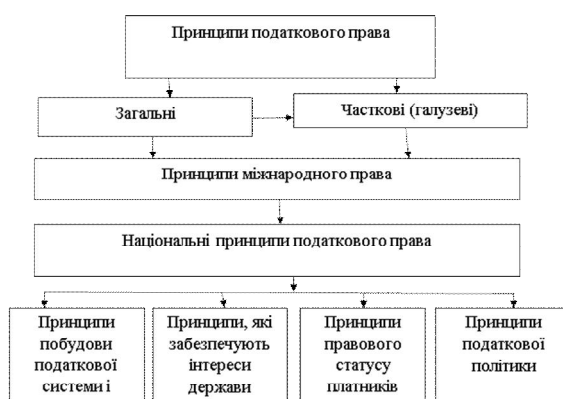 Принципи податкового права
Загальні
Часткові (галузеві)
Принципи міжнародного права
Національні принципи податкового права
Принципи
побудови
податкової
системи і
Принципи, які
забезпечують
інтереси
держави
Принципи
правового
статусу
платників
Принципи
податкової
політики